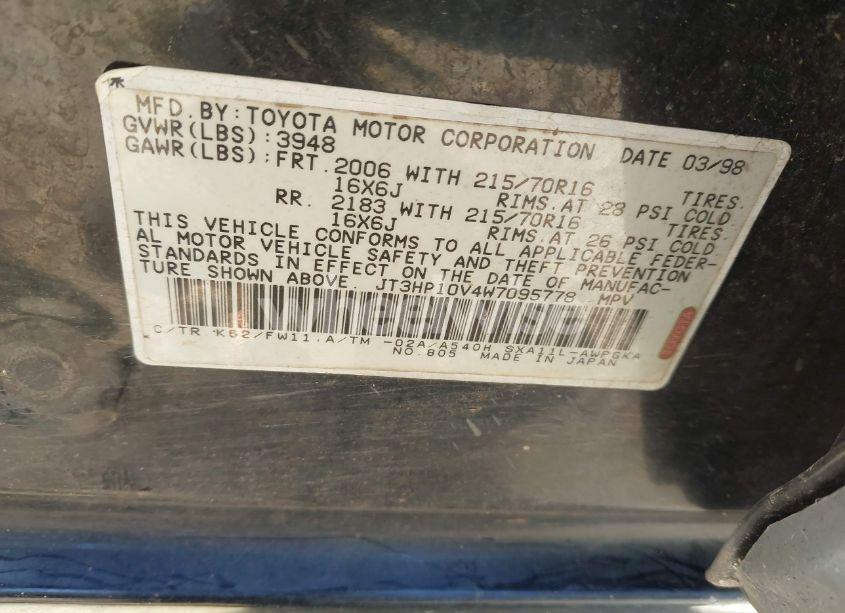 MFD.BY:TOYOTA MOTOR CORPORATION DATE 03/98
GVWR(LBS):3948
GAWR(LBS):FRT.2006 WITH 215/70R16 TIRES.
16X6J RIMS.AT 28 PSI COLD
RR. 2183 WITH 215/70R16 TIRES.
16X6J RIMS.AT 26 PSI COLD
THIS VEHICLE CONFORMS TO ALL APPLICABLE FEDER-
AL MOTOR VEHICLE SAFETY AND THEFT PREVENTION
STANDARDS IN EFFECT ON THE DATE OF MANUFAC-
TURE SHOWN ABOVE. JT3HP10V4W7095778 MPV
C/TR K62/FW11.A/TM -02A/A540H SXA11L-AWPGKA
NO.805 MADE IN JAPAN
TOYOTA